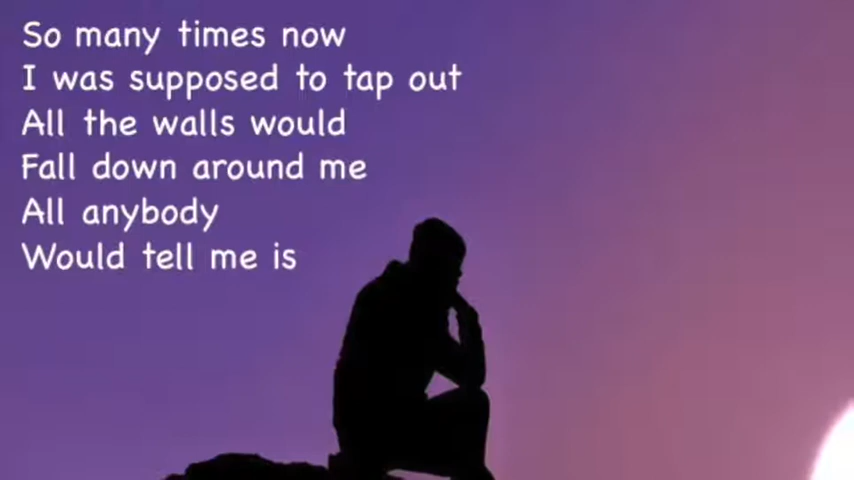 So many times now
I was supposed to tap out
All the walls would
Fall down around me
All anybody
Would tell me is